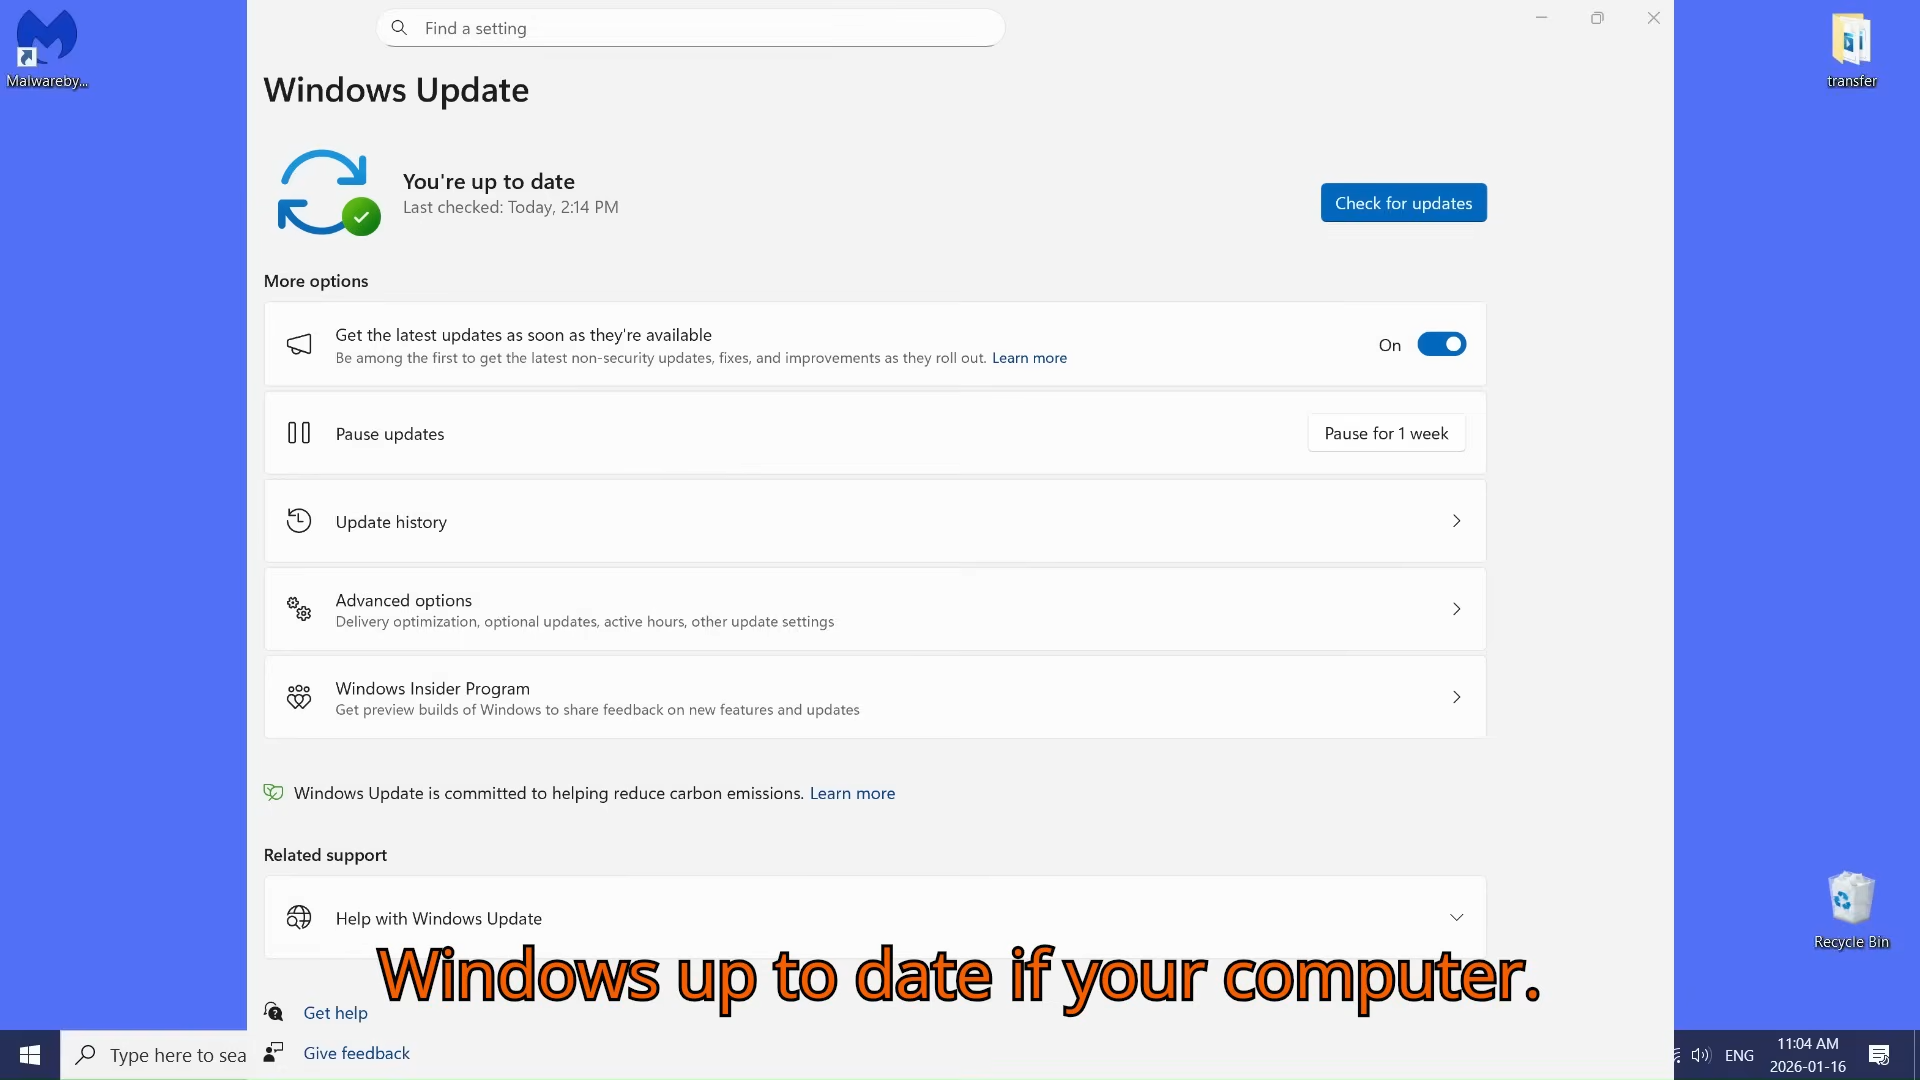 Malwareby...
Find a setting
transfer
Windows Update
You're up to date
Last checked: Today, 2:14 PM
Check for updates
More options
Get the latest updates as soon as they're available
Be among the first to get the latest non-security updates, fixes, and improvements as they roll out. Learn more
On
Pause updates
Pause for 1 week
Update history
Advanced options
Delivery optimization, optional updates, active hours, other update settings
Windows Insider Program
Get preview builds of Windows to share feedback on new features and updates
Windows Update is committed to helping reduce carbon emissions. Learn more
Related support
Help with Windows Update
Recycle Bin
Windows up to date if your computer.
Get help
Give feedback
Type here to sea
ENG
11:04 AM
2026-01-16